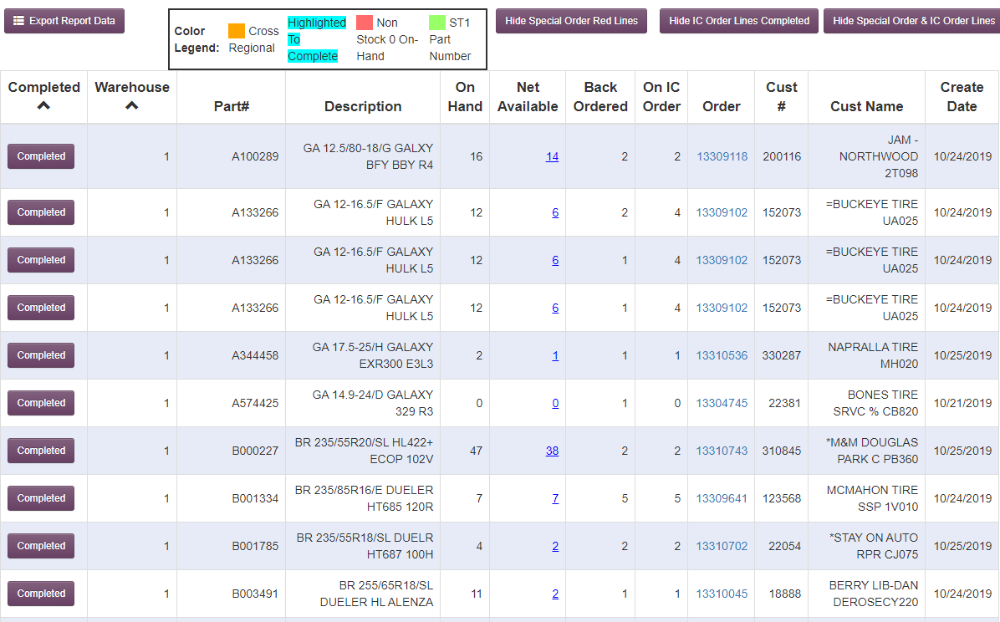 Export Report Data
Color Legend:
Cross Regional
Highlighted To Complete
Non Stock 0 On-Hand
ST1 Part Number
Hide Special Order Red Lines
Hide IC Order Lines Completed
Hide Special Order & IC Order Lines
Completed Warehouse Part# Description On Hand Net Available Back Ordered On IC Order Order Cust # Cust Name Create Date
Completed 1 A100289 GA 12.5/80-18/G GALXY BFY BBY R4 16 14 2 2 13309118 200116 JAM - NORTHWOOD 2T098 10/24/2019
Completed 1 A133266 GA 12-16.5/F GALAXY HULK L5 12 6 2 4 13309102 152073 =BUCKEYE TIRE UA025 10/24/2019
Completed 1 A133266 GA 12-16.5/F GALAXY HULK L5 12 6 1 4 13309102 152073 =BUCKEYE TIRE UA025 10/24/2019
Completed 1 A133266 GA 12-16.5/F GALAXY HULK L5 12 6 1 4 13309102 152073 =BUCKEYE TIRE UA025 10/24/2019
Completed 1 A344458 GA 17.5-25/H GALAXY EXR300 E3L3 2 1 1 1 13310536 330287 NAPRALLA TIRE MH020 10/25/2019
Completed 1 A574425 GA 14.9-24/D GALAXY 329 R3 0 0 1 0 13304745 22381 BONES TIRE SRVC % CB820 10/21/2019
Completed 1 B000227 BR 235/55R20/SL HL422+ ECOP 102V 47 38 2 2 13310743 310845 *M&M DOUGLAS PARK C PB360 10/25/2019
Completed 1 B001334 BR 235/85R16/E DUELER HT685 120R 7 7 5 5 13309641 123568 MCMAHON TIRE SSP 1V010 10/24/2019
Completed 1 B001785 BR 235/55R18/SL DUELR HT687 100H 4 2 2 2 13310702 22054 *STAY ON AUTO RPR CJ075 10/25/2019
Completed 1 B003491 BR 255/65R18/SL DUELER HL ALENZA 11 2 1 1 13310045 18888 BERRY LIB-DAN DEROSECY220 10/24/2019